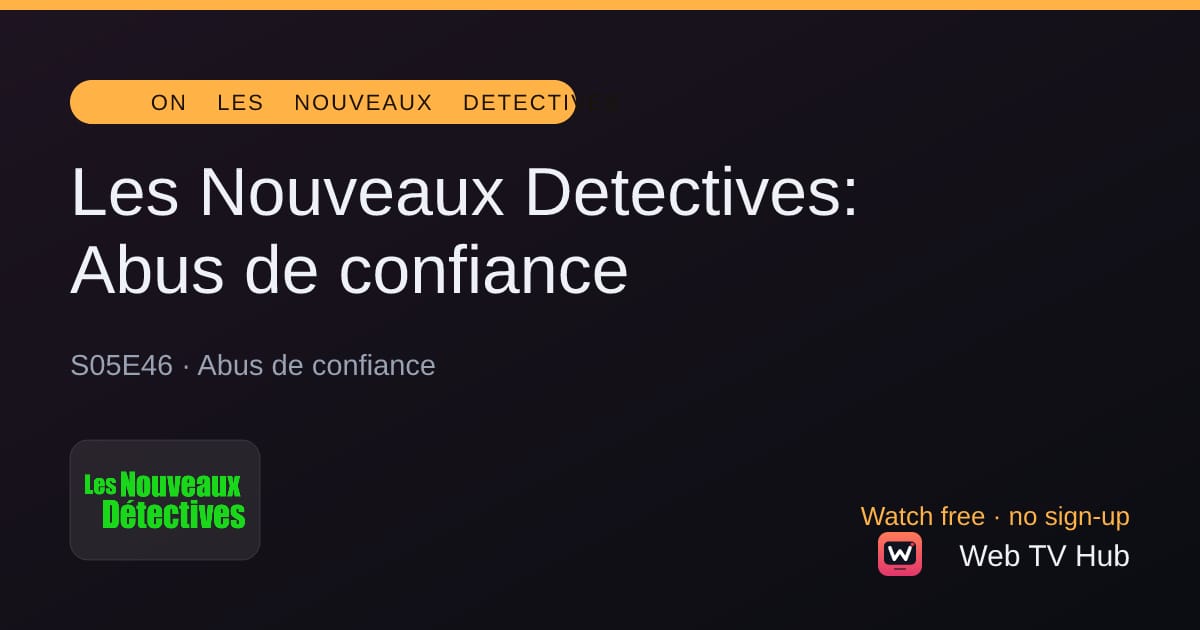 ON LES NOUVEAUX DETECTIVES
Les Nouveaux Detectives:
Abus de confiance
S05E46 · Abus de confiance
Les Nouveaux
Détectives
Watch free · no sign-up
W
Web TV Hub